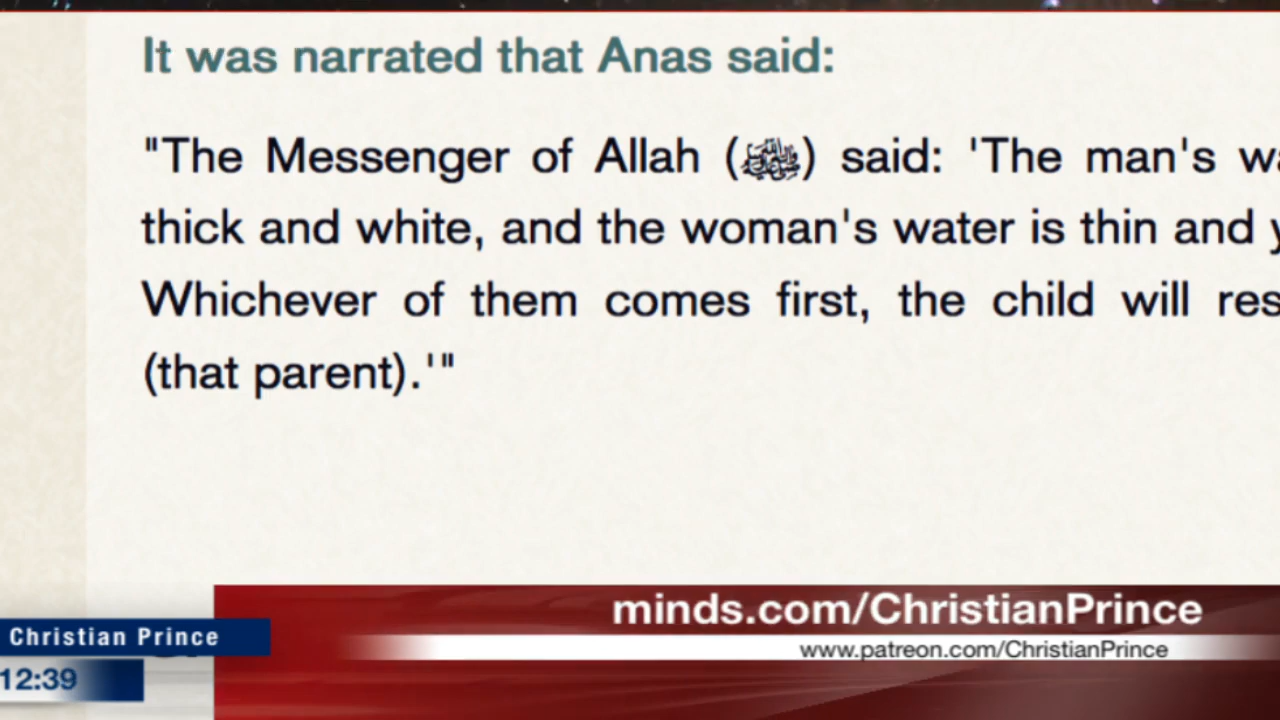 It was narrated that Anas said:
"The Messenger of Allah (ﷺ) said: 'The man's
thick and white, and the woman's water is thin and
Whichever of them comes first, the child will
(that parent).'"
minds.com/ChristianPrince
Christian Prince
www.patreon.com/ChristianPrince
12:39